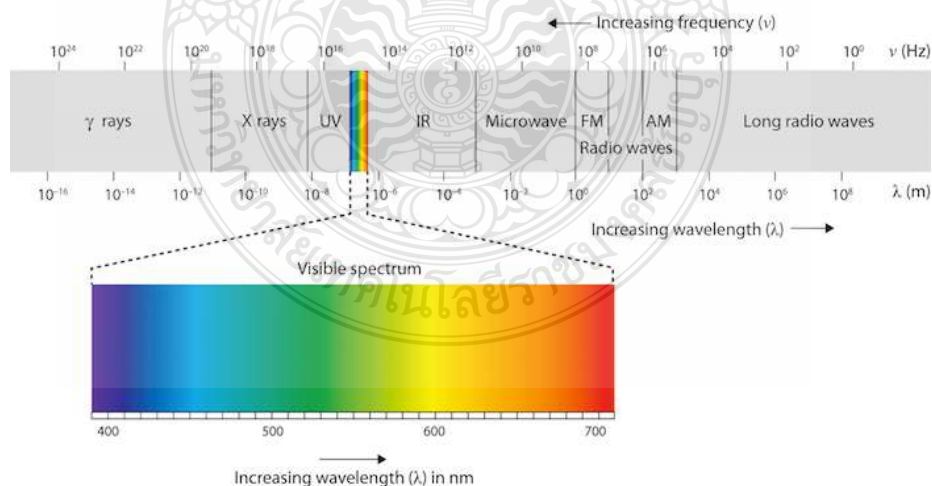 ← Increasing frequency (ν)
10²⁴ 10²² 10²⁰ 10¹⁸ 10¹⁶ 10¹⁴ 10¹² 10¹⁰ 10⁸ 10⁶ 10⁴ 10² 10⁰ ν (Hz)
γ rays X rays UV IR Microwave FM AM Long radio waves
Radio waves
10⁻¹⁶ 10⁻¹⁴ 10⁻¹² 10⁻¹⁰ 10⁻⁸ 10⁻⁶ 10⁻⁴ 10⁻² 10⁰ 10² 10⁴ 10⁶ 10⁸ λ (m)
Increasing wavelength (λ) →
Visible spectrum
400 500 600 700
→
Increasing wavelength (λ) in nm